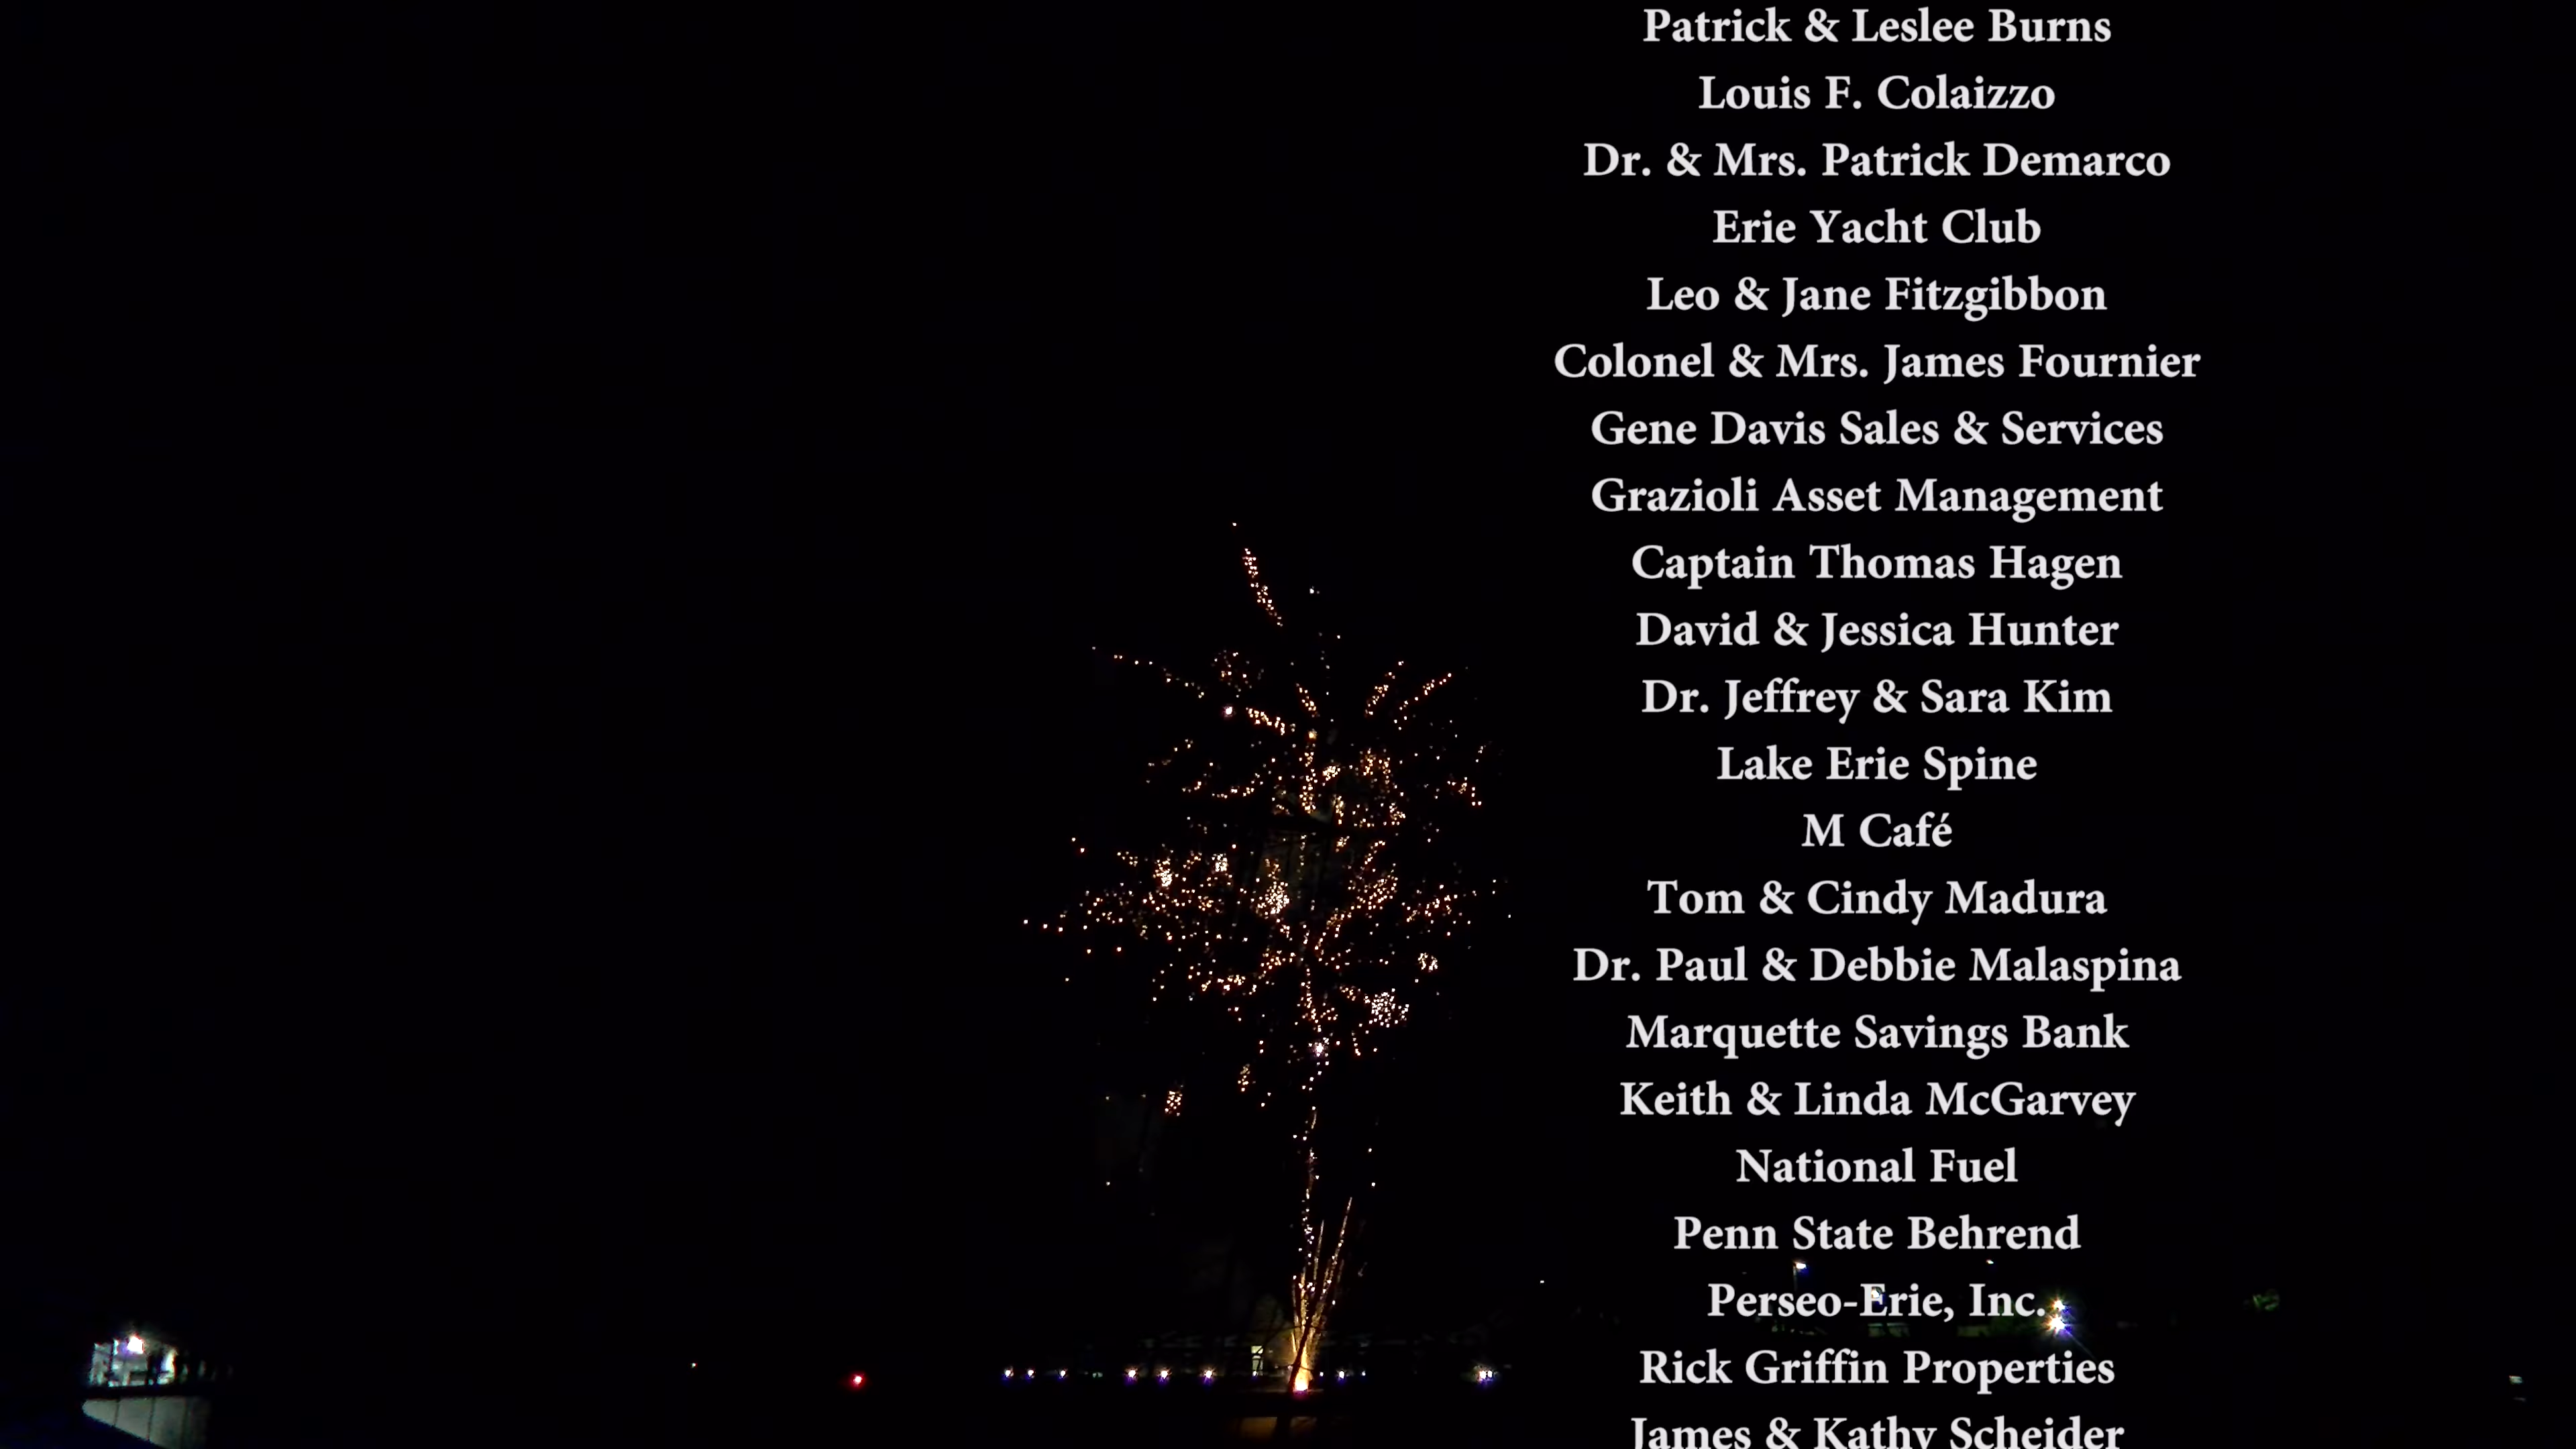 Patrick & Leslee Burns
Louis F. Colaizzo
Dr. & Mrs. Patrick Demarco
Erie Yacht Club
Leo & Jane Fitzgibbon
Colonel & Mrs. James Fournier
Gene Davis Sales & Services
Grazioli Asset Management
Captain Thomas Hagen
David & Jessica Hunter
Dr. Jeffrey & Sara Kim
Lake Erie Spine
M Café
Tom & Cindy Madura
Dr. Paul & Debbie Malaspina
Marquette Savings Bank
Keith & Linda McGarvey
National Fuel
Penn State Behrend
Perseo-Erie, Inc.
Rick Griffin Properties
James & Kathy Scheider